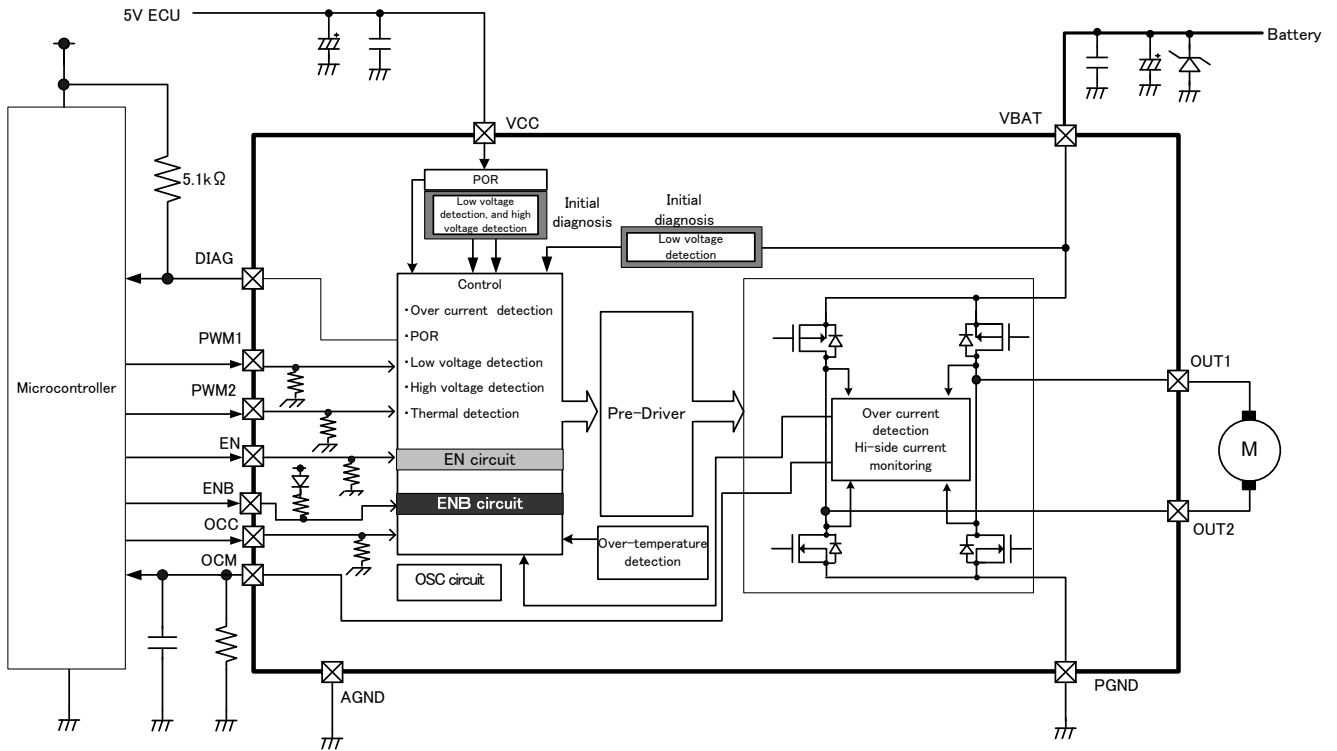 5V ECU
Battery
VCC
VBAT
POR
Low voltage
detection, and high
voltage detection
Initial
diagnosis
Initial
diagnosis
Low voltage
detection
5.1kΩ
DIAG
Control
・Over current detection
・POR
・Low voltage detection
・High voltage detection
・Thermal detection
PWM1
Microcontroller
PWM2
EN
ENB
OCC
OCM
EN circuit
ENB circuit
OSC circuit
Pre-Driver
Over-temperature
detection
Over current
detection
Hi-side current
monitoring
OUT1
M
OUT2
AGND
PGND